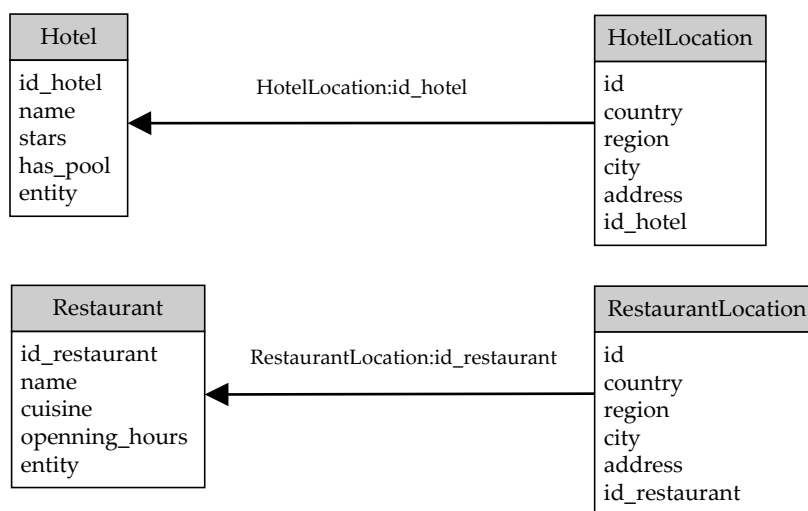 Hotel
id_hotel
name
stars
has_pool
entity
HotelLocation:id_hotel
HotelLocation
id
country
region
city
address
id_hotel
Restaurant
id_restaurant
name
cuisine
openning_hours
entity
RestaurantLocation:id_restaurant
RestaurantLocation
id
country
region
city
address
id_restaurant